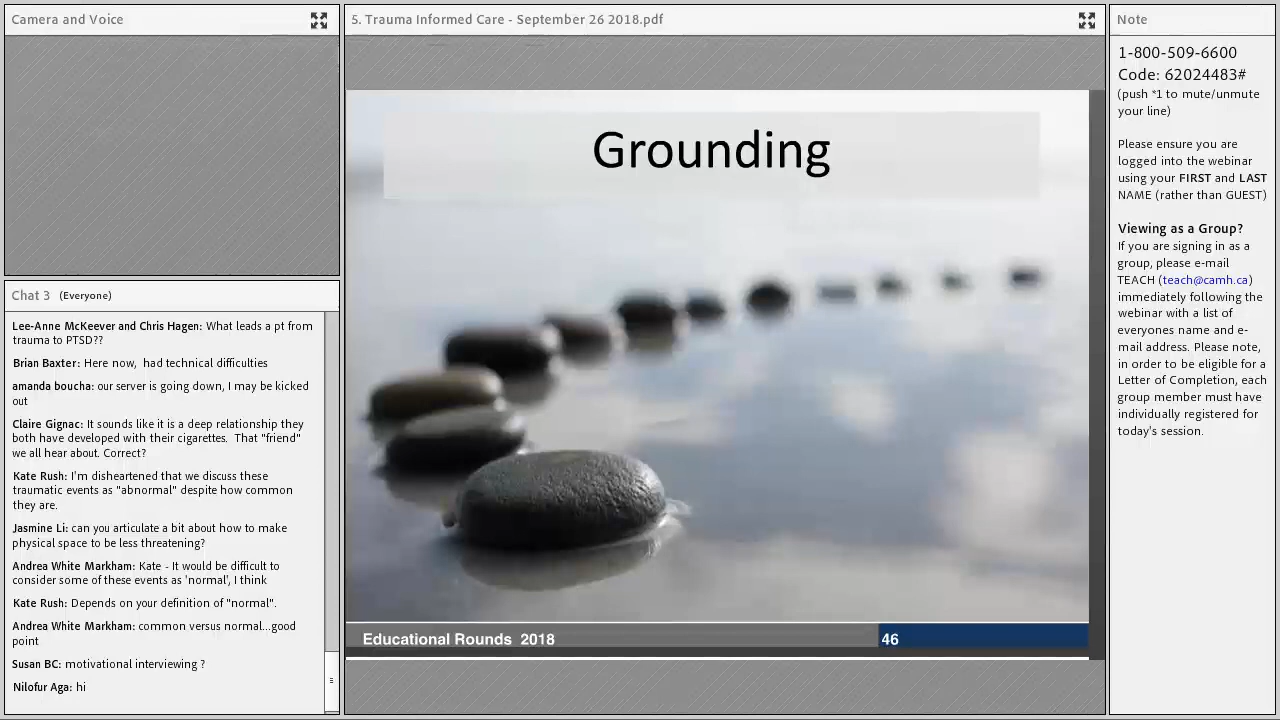 Camera and Voice
Chat 3 (Everyone)
Lee-Anne McKeever and Chris Hagen: What leads a pt from
trauma to PTSD??
Brian Baxter: Here now,  had technical difficulties
amanda boucha: our server is going down, I may be kicked
out
Claire Gignac: It sounds like it is a deep relationship they
both have developed with their cigarettes.  That "friend"
we all hear about. Correct?
Kate Rush: I'm disheartened that we discuss these
traumatic events as "abnormal" despite how common
they are.
Jasmine Li: can you articulate a bit about how to make
physical space to be less threatening?
Andrea White Markham: Kate - It would be difficult to
consider some of these events as 'normal', I think
Kate Rush: Depends on your definition of "normal".
Andrea White Markham: common versus normal...good
point
Susan BC: motivational interviewing ?
Nilofur Aga: hi
5. Trauma Informed Care - September 26 2018.pdf
Grounding
Educational Rounds  2018
46
Note
1-800-509-6600
Code: 62024483#
(push *1 to mute/unmute
your line)
Please ensure you are
logged into the webinar
using your FIRST and LAST
NAME (rather than GUEST)
Viewing as a Group?
If you are signing in as a
group, please e-mail
TEACH (teach@camh.ca)
immediately following the
webinar with a list of
everyones name and e-
mail address. Please note,
in order to be eligible for a
Letter of Completion, each
group member must have
individually registered for
today's session.